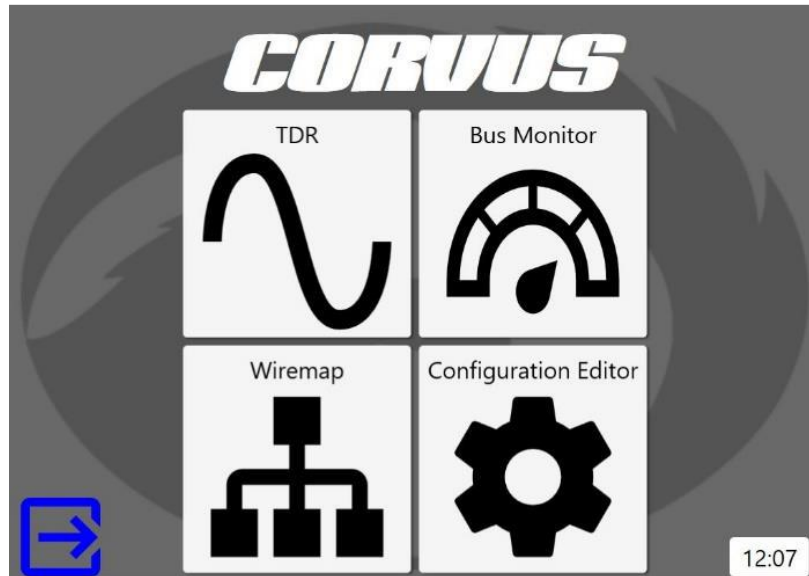 CORVUS
TDR
Bus Monitor
Wiremap
Configuration Editor
12:07